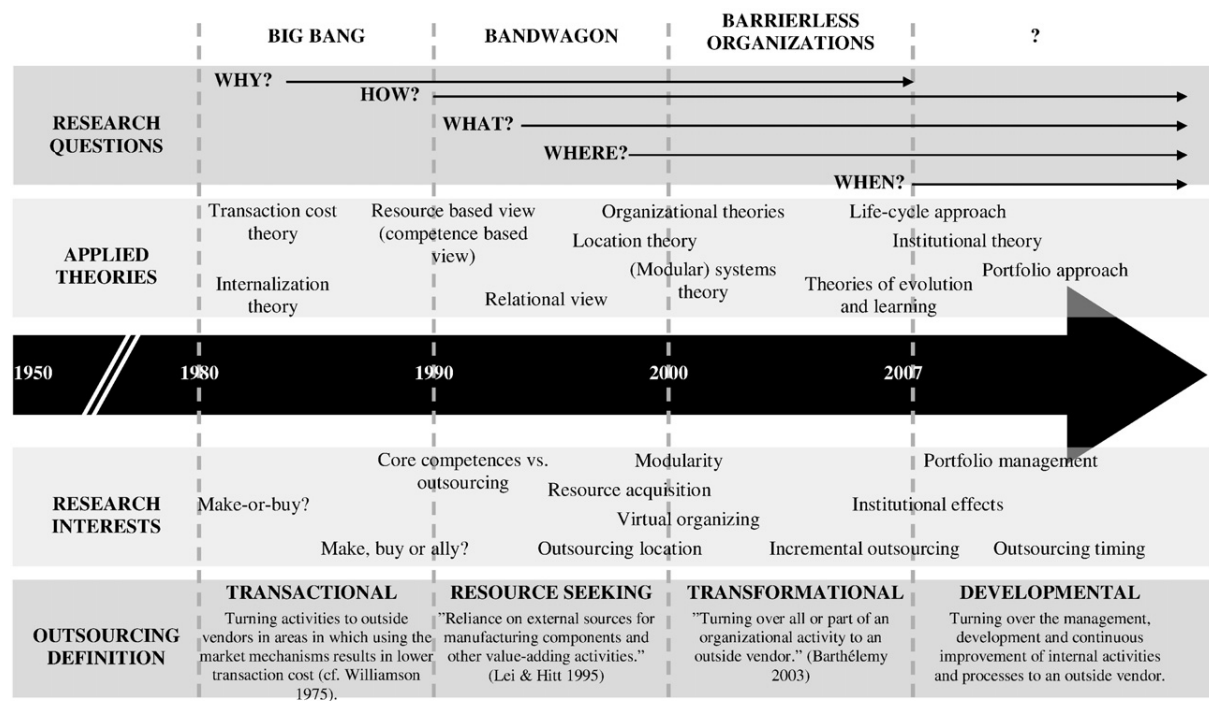 BIG BANG
BANDWAGON
BARRIERLESS
ORGANIZATIONS
?
RESEARCH
QUESTIONS
WHY?
HOW?
WHAT?
WHERE?
WHEN?
APPLIED
THEORIES
Transaction cost
theory
Internalization
theory
Resource based view
(competence based
view)
Relational view
Organizational theories
Location theory
(Modular) systems
theory
Life-cycle approach
Institutional theory
Portfolio approach
Theories of evolution
and learning
1950
1980
1990
2000
2007
RESEARCH
INTERESTS
Make-or-buy?
Core competences vs.
outsourcing
Make, buy or ally?
Modularity
Resource acquisition
Virtual organizing
Outsourcing location
Portfolio management
Institutional effects
Incremental outsourcing
Outsourcing timing
OUTSOURCING
DEFINITION
TRANSACTIONAL
Turning activities to outside
vendors in areas in which using the
market mechanisms results in lower
transaction cost (cf. Williamson
1975).
RESOURCE SEEKING
”Reliance on external sources for
manufacturing components and
other value-adding activities.”
(Lei & Hitt 1995)
TRANSFORMATIONAL
”Turning over all or part of an
organizational activity to an
outside vendor.” (Barthélemy
2003)
DEVELOPMENTAL
Turning over the management,
development and continuous
improvement of internal activities
and processes to an outside vendor.